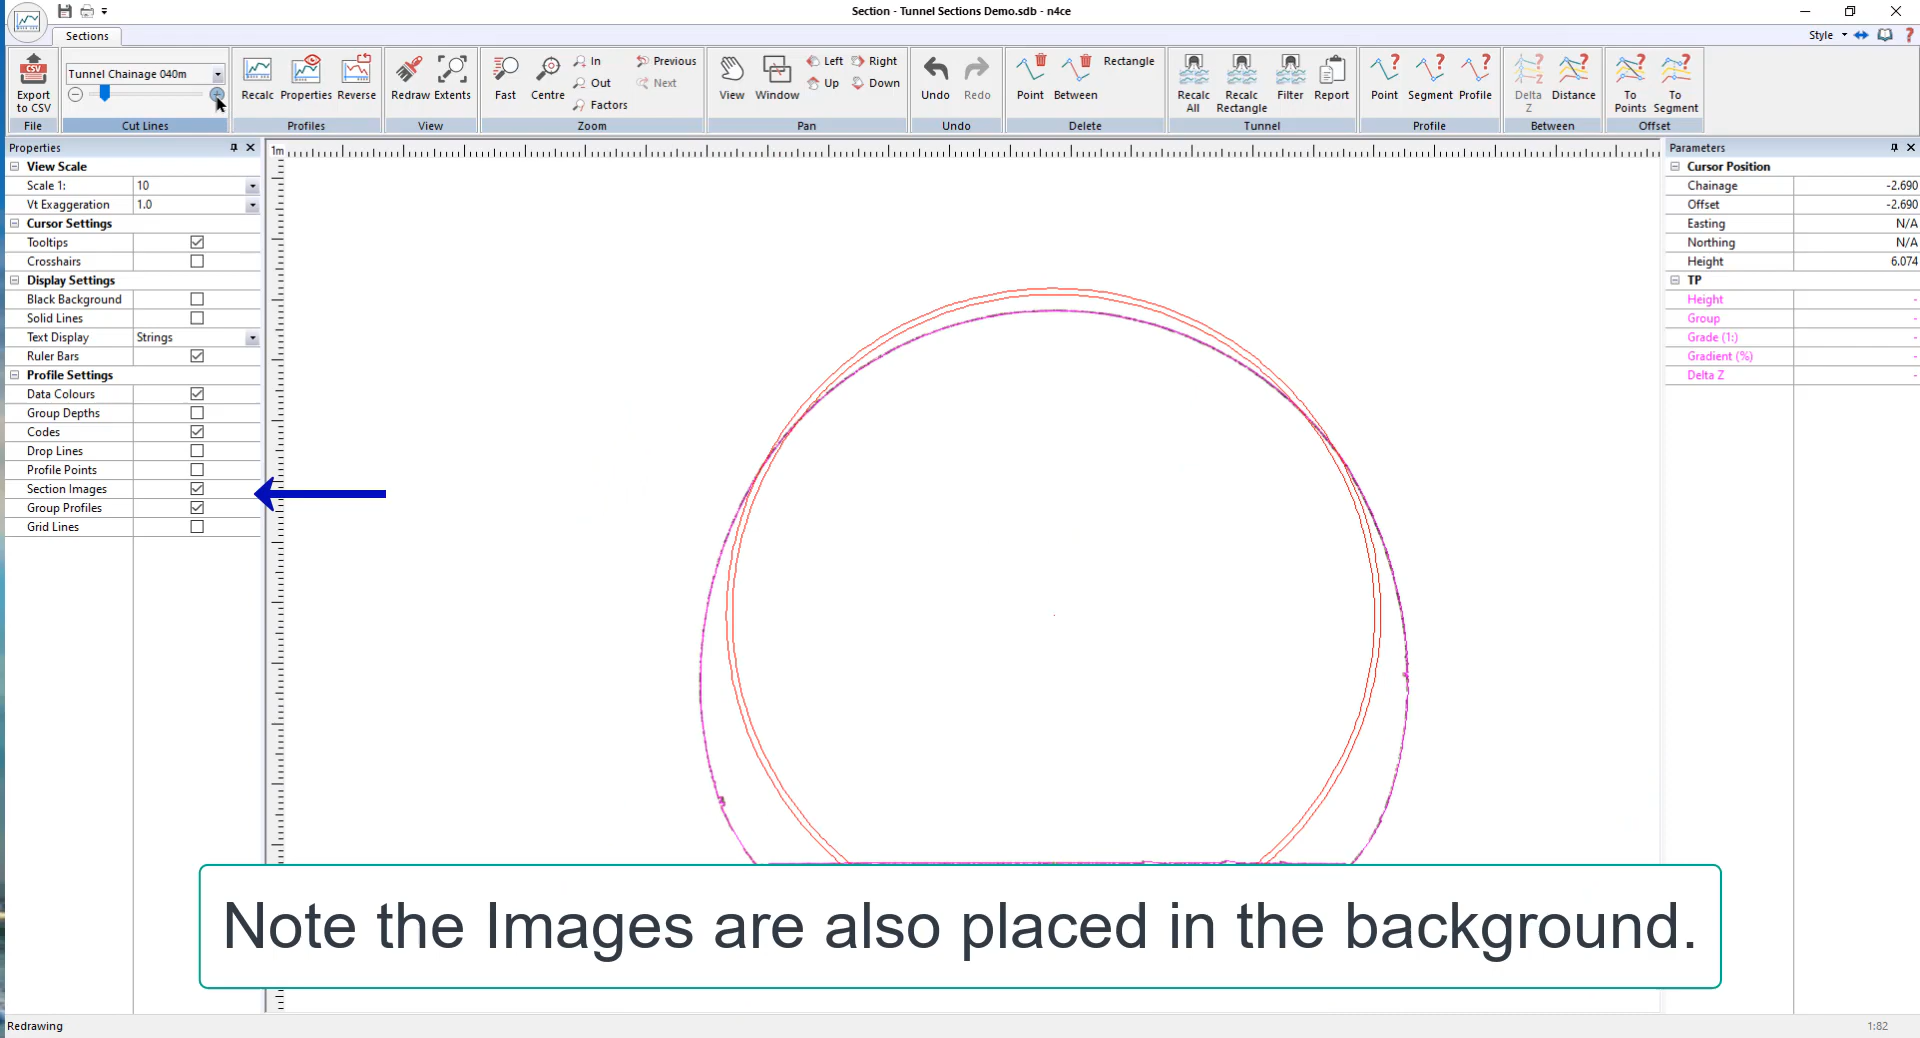 Section - Tunnel Sections Demo.sdb - n4ce
Sections
Style
Export to CSV
File
Tunnel Chainage 040m
Cut Lines
Recalc
Properties
Reverse
Profiles
Redraw
Extents
View
Fast
Centre
In
Out
Factors
Previous
Next
Zoom
View
Window
Left
Right
Up
Down
Pan
Undo
Redo
Undo
Point
Between
Rectangle
Delete
Recalc All
Recalc Rectangle
Filter
Report
Tunnel
Point
Segment
Profile
Profile
Delta Z
Distance
Between
To Points
To Segment
Offset
Properties
View Scale
Scale 1: 10
Vt Exaggeration 1.0
Cursor Settings
Tooltips
Crosshairs
Display Settings
Black Background
Solid Lines
Text Display Strings
Ruler Bars
Profile Settings
Data Colours
Group Depths
Codes
Drop Lines
Profile Points
Section Images
Group Profiles
Grid Lines
1m
Parameters
Cursor Position
Chainage -2.690
Offset -2.690
Easting N/A
Northing N/A
Height 6.074
TP
Height -
Group -
Grade (1:) -
Gradient (%) -
Delta Z -
Note the Images are also placed in the background.
Redrawing
1:82